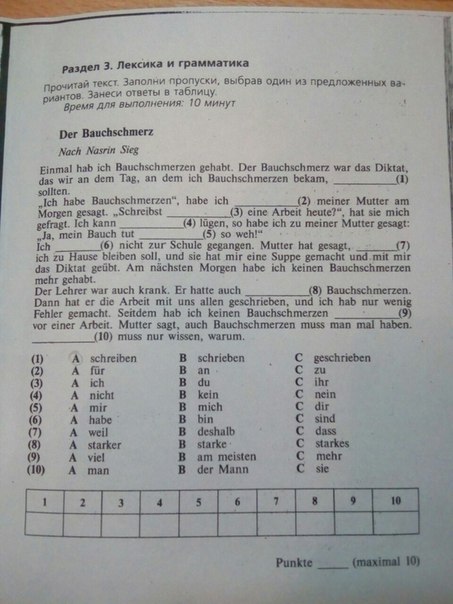 Раздел 3. Лексика и грамматика
Прочитай текст. Заполни пропуски, выбрав один из предложенных ва-
риантов. Занеси ответы в таблицу.
Время для выполнения: 10 минут
Der Bauchschmerz
Nach Nasrin Sieg
Einmal hab ich Bauchschmerzen gehabt. Der Bauchschmerz war das Diktat,
das wir an dem Tag, an dem ich Bauchschmerzen bekam, __________(1)
sollten.
„Ich habe Bauchschmerzen“, habe ich __________(2) meiner Mutter am
Morgen gesagt. „Schreibst __________(3) eine Arbeit heute?“, hat sie mich
gefragt. Ich kann __________(4) lügen, so habe ich zu meiner Mutter gesagt:
„Ja, mein Bauch tut __________(5) so weh!“
Ich __________(6) nicht zur Schule gegangen. Mutter hat gesagt, __________(7)
ich zu Hause bleiben soll, und sie hat mir eine Suppe gemacht und mit mir
das Diktat geübt. Am nächsten Morgen habe ich keinen Bauchschmerzen
mehr gehabt.
Der Lehrer war auch krank. Er hatte auch __________(8) Bauchschmerzen.
Dann hat er die Arbeit mit uns allen geschrieben, und ich hab nur wenig
Fehler gemacht. Seitdem hab ich keinen Bauchschmerzen __________(9)
vor einer Arbeit. Mutter sagt, auch Bauchschmerzen muss man mal haben.
__________(10) muss nur wissen, warum.
(1) A schreiben B schrieben C geschrieben
(2) A für B an C zu
(3) A ich B du C ihr
(4) A nicht B kein C nein
(5) A mir B mich C dir
(6) A habe B bin C sind
(7) A weil B deshalb C dass
(8) A starker B starke C starkes
(9) A viel B am meisten C mehr
(10) A man B der Mann C sie
1 2 3 4 5 6 7 8 9 10
Punkte _____ (maximal 10)